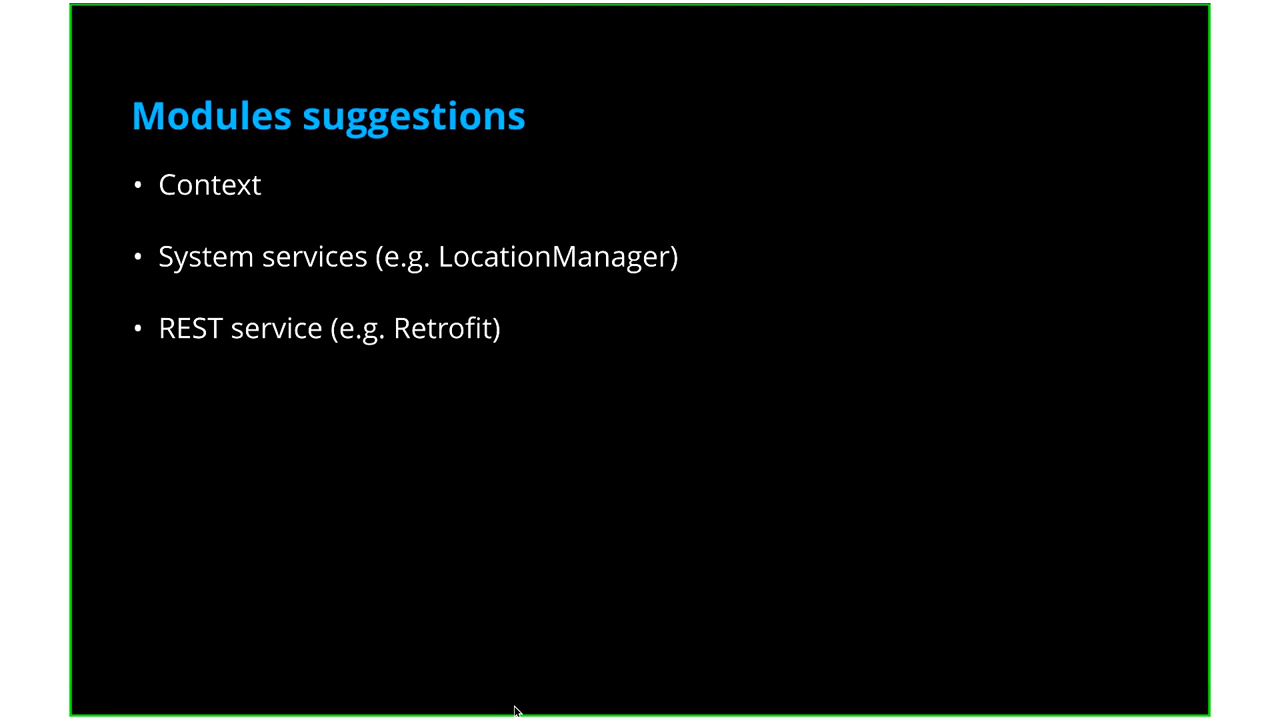 Modules suggestions
• Context
• System services (e.g. LocationManager)
• REST service (e.g. Retrofit)